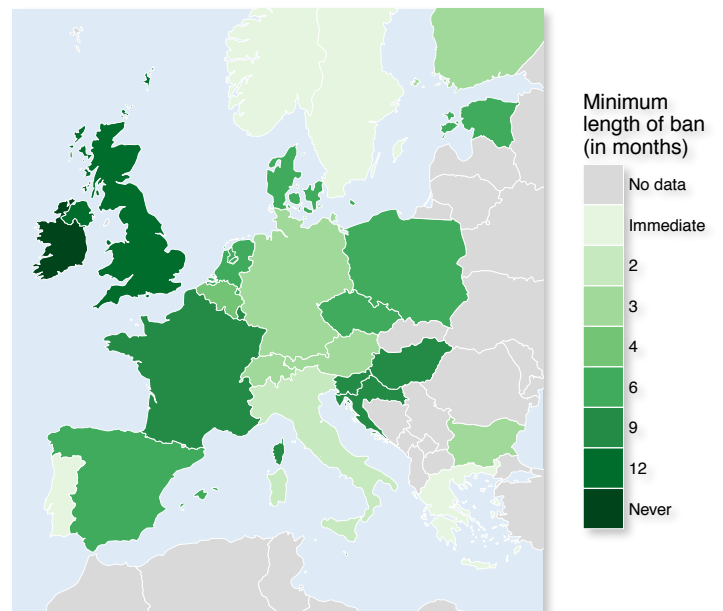 Minimum
length of ban
(in months)
No data
Immediate
2
3
4
6
9
12
Never